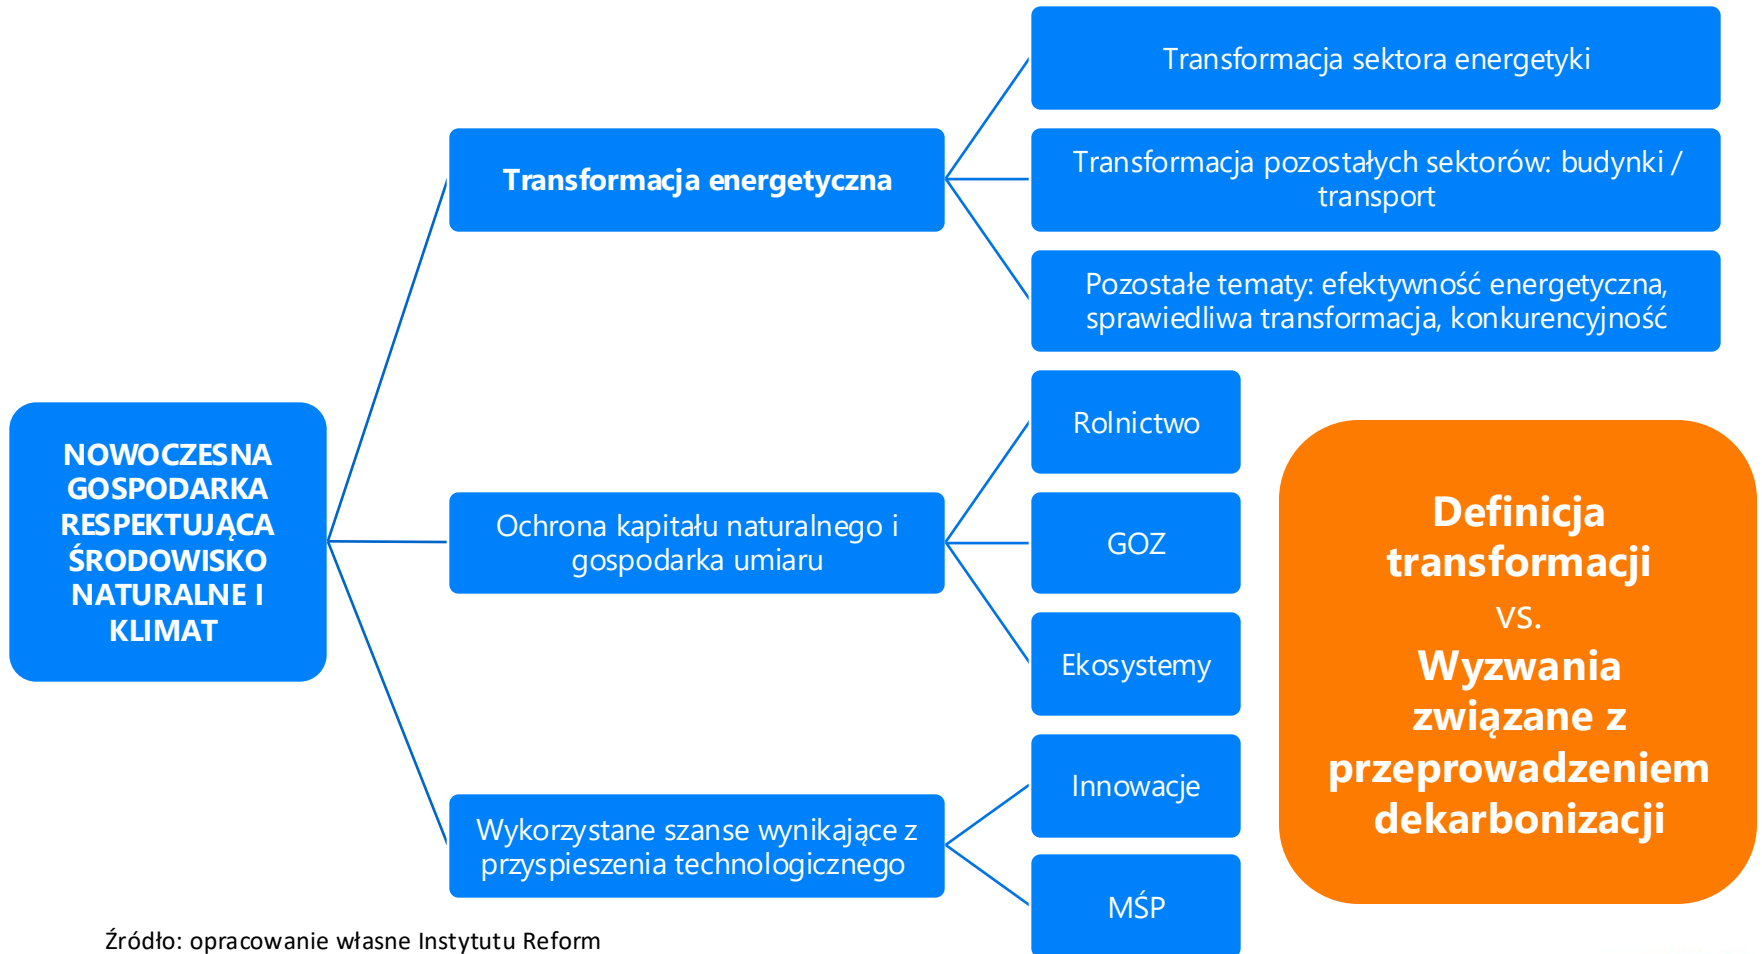 Transformacja sektora energetyki
Transformacja energetyczna
Transformacja pozostałych sektorów: budynki /
transport
Pozostałe tematy: efektywność energetyczna,
sprawiedliwa transformacja, konkurencyjność
NOWOCZESNA
GOSPODARKA
RESPEKTUJĄCA
ŚRODOWISKO
NATURALNE I
KLIMAT
Ochrona kapitału naturalnego i
gospodarka umiaru
Rolnictwo
GOZ
Ekosystemy
Wykorzystane szanse wynikające z
przyspieszenia technologicznego
Innowacje
MŚP
Definicja
transformacji
vs.
Wyzwania
związane z
przeprowadzeniem
dekarbonizacji
Źródło: opracowanie własne Instytutu Reform